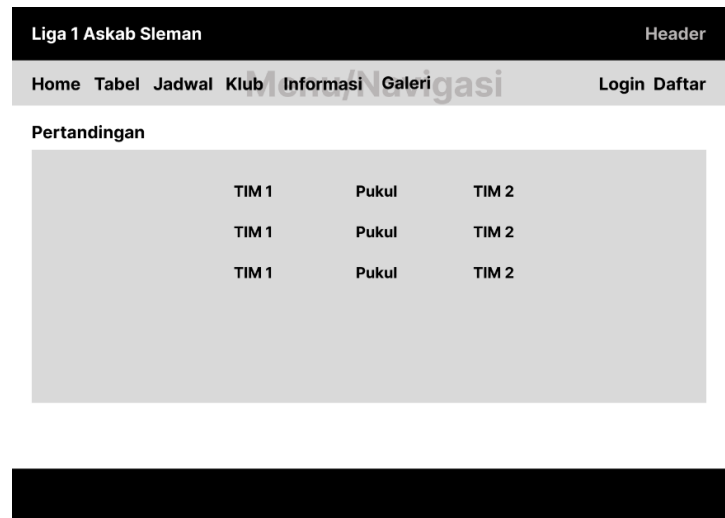 Liga 1 Askab Sleman Header
Home Tabel Jadwal Klub Informasi Galeri Login Daftar
Menu/Navigasi
Pertandingan
TIM 1 Pukul TIM 2
TIM 1 Pukul TIM 2
TIM 1 Pukul TIM 2